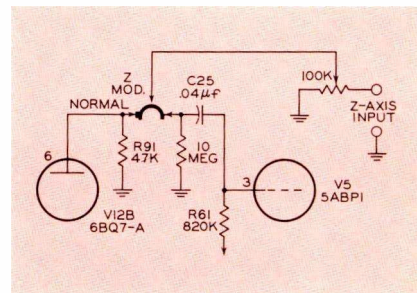 Z
MOD.
NORMAL
C25
.04µf
100K
Z-AXIS
INPUT
6
R91
47K
10
MEG
3
V5
5ABP1
V12B
6BQ7-A
R61
820K